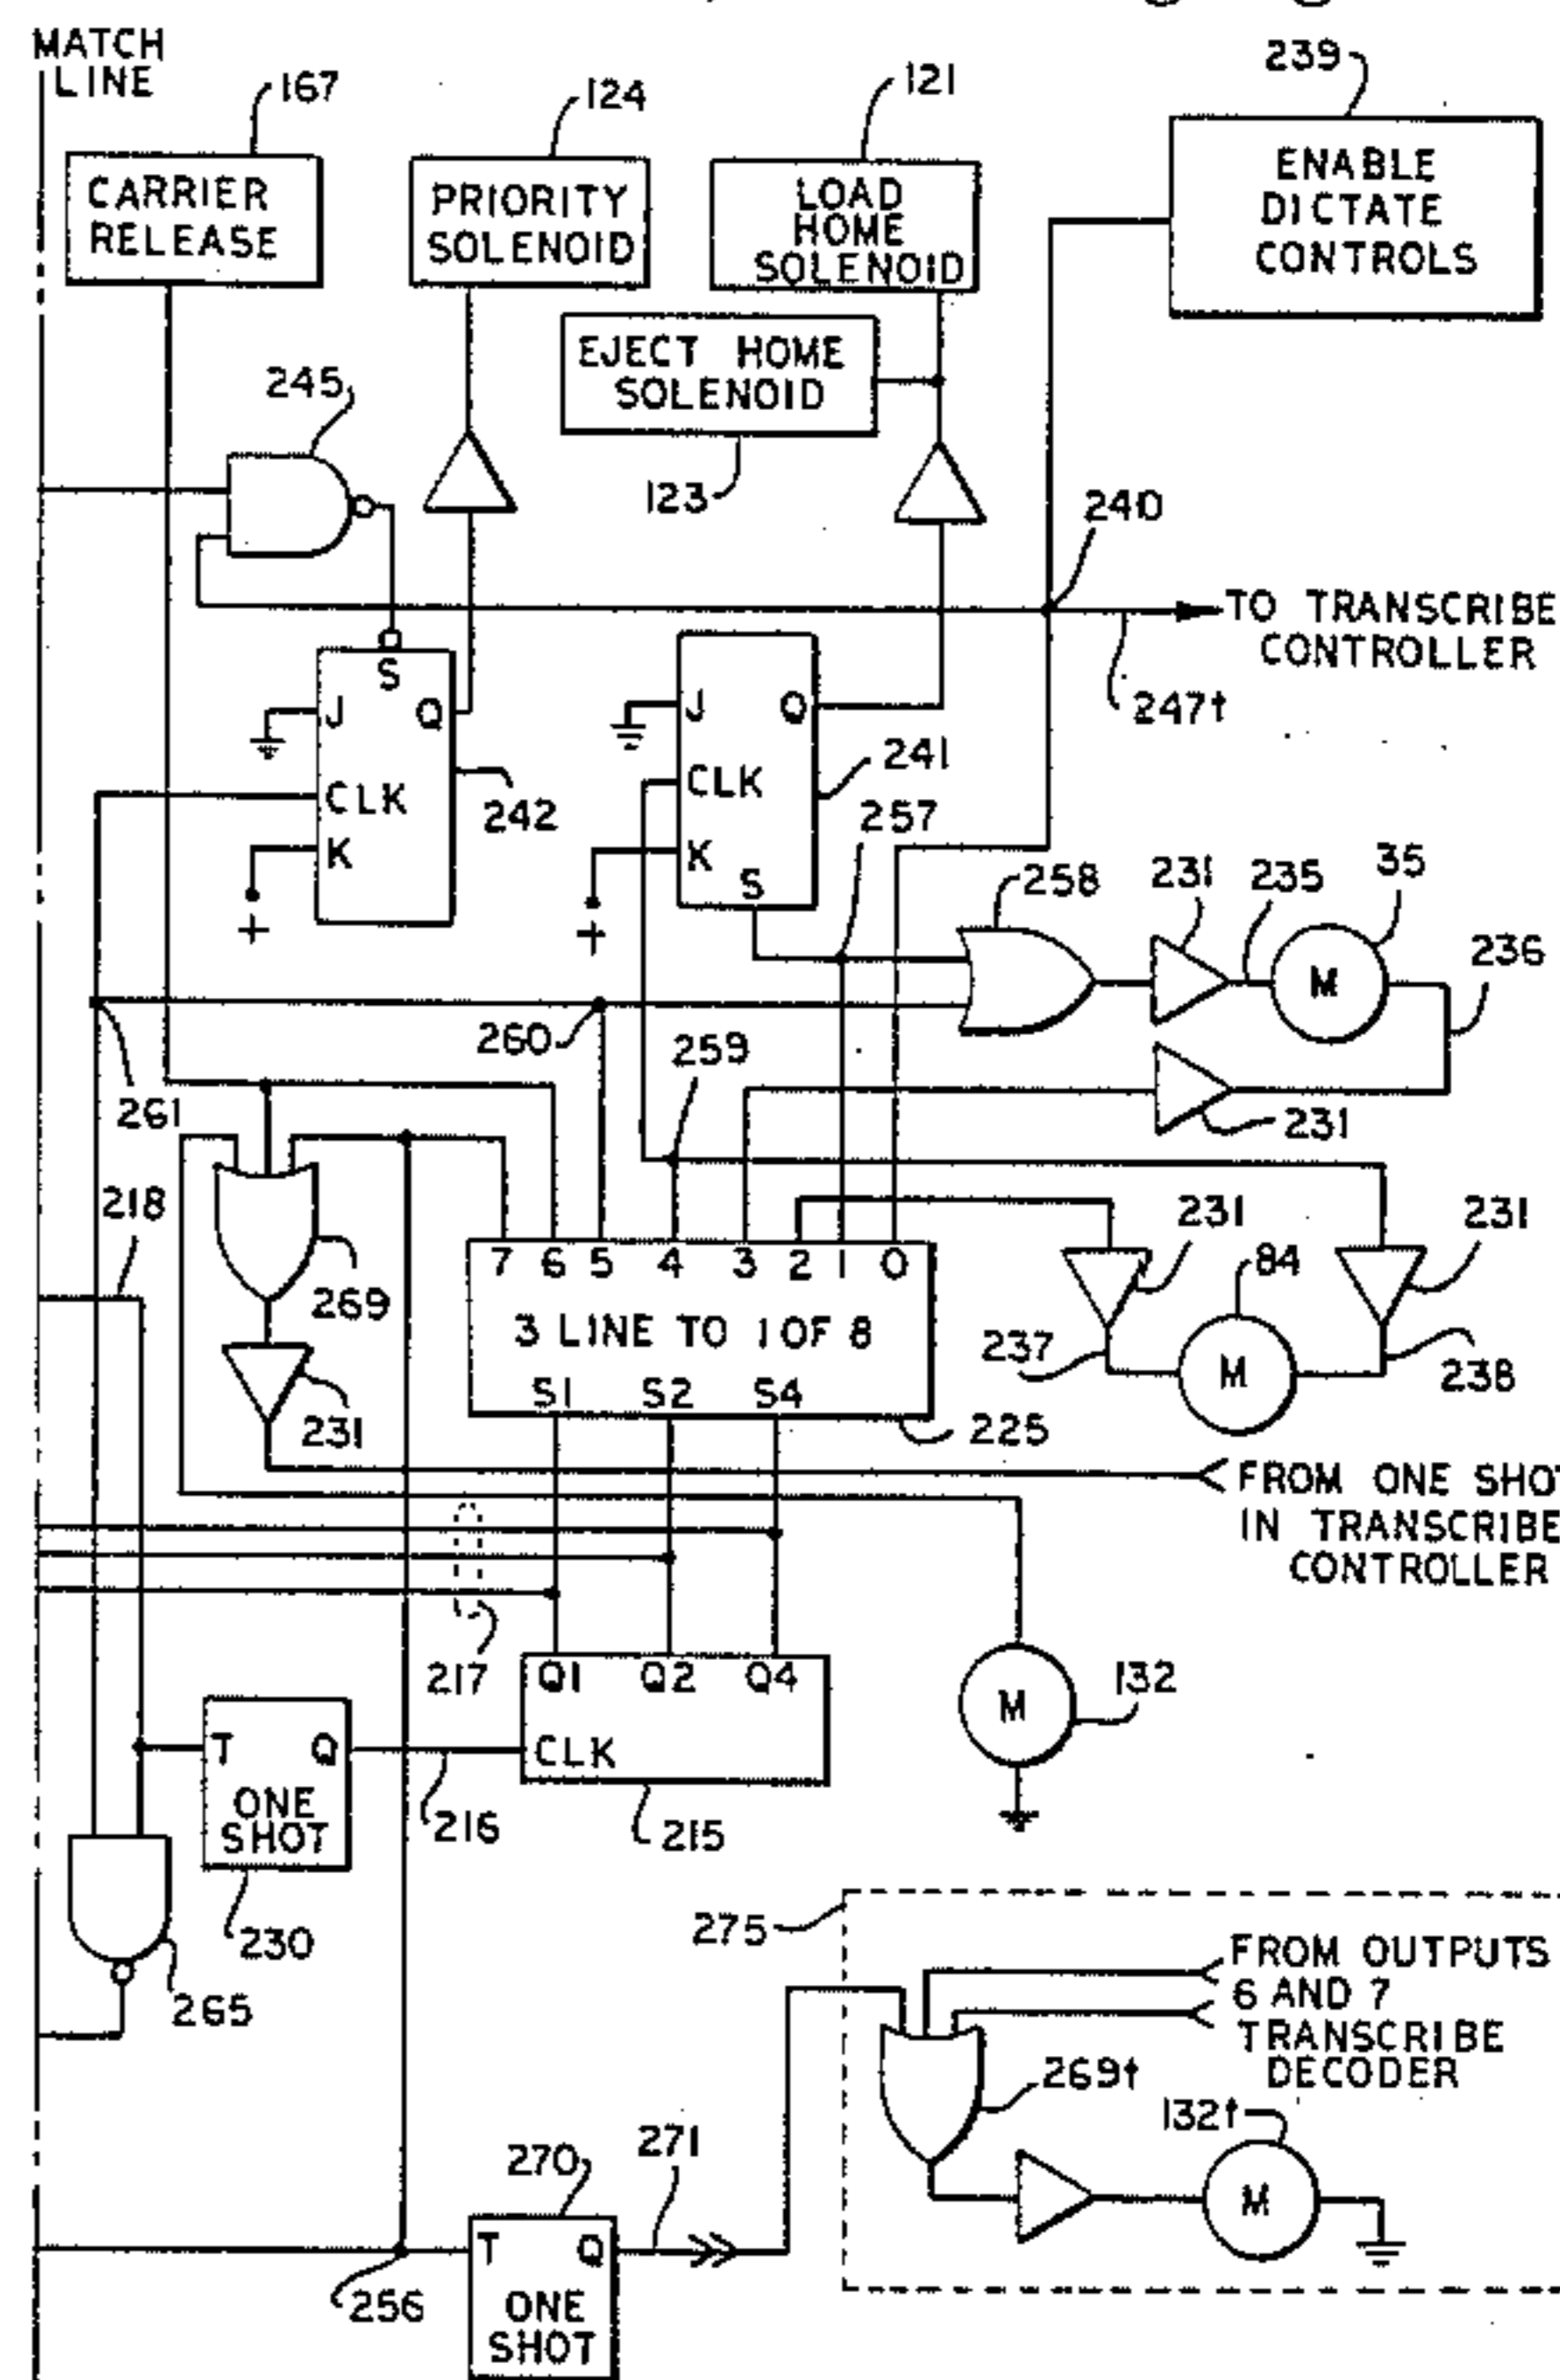 MATCH
LINE
167
124
121
239
CARRIER
RELEASE
PRIORITY
SOLENOID
LOAD
HOME
SOLENOID
ENABLE
DICTATE
CONTROLS
EJECT HOME
SOLENOID
245
123
240
TO TRANSCRIBE
CONTROLLER
247t
S
J
Q
CLK
K
+
242
J
Q
CLK
K
S
+
241
257
258
231
235
35
M
236
260
259
261
231
218
7 6 5 4 3 2 1 0
3 LINE TO 1 OF 8
S1 S2 S4
225
269
231
231
84
231
237
M
238
FROM ONE SHOT
IN TRANSCRIBE
CONTROLLER
217
Q1 Q2 Q4
CLK
M
132
T
Q
ONE
SHOT
216
215
230
265
275
FROM OUTPUTS
6 AND 7
TRANSCRIBE
DECODER
269t
132t
M
270
271
T
Q
256
ONE
SHOT